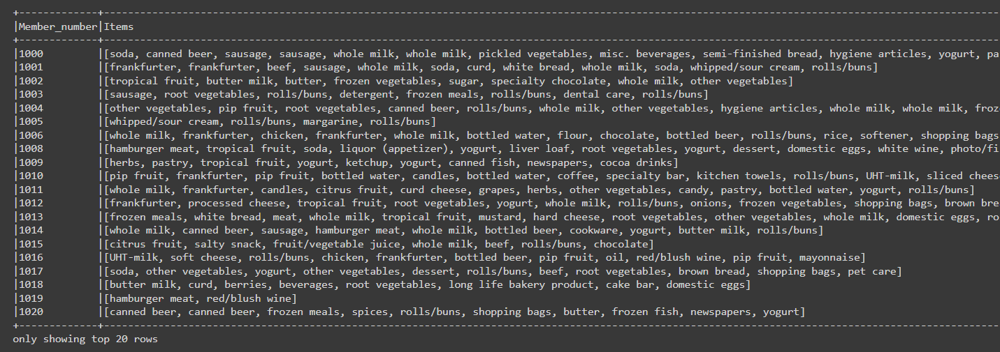 +-------------+--------------------------------------------------------------------------------------------------------------------------------------------------
|Member_number|Items
+-------------+--------------------------------------------------------------------------------------------------------------------------------------------------
|1000         |[soda, canned beer, sausage, sausage, whole milk, whole milk, pickled vegetables, misc. beverages, semi-finished bread, hygiene articles, yogurt, pa
|1001         |[frankfurter, frankfurter, beef, sausage, whole milk, soda, curd, white bread, whole milk, soda, whipped/sour cream, rolls/buns]
|1002         |[tropical fruit, butter milk, butter, frozen vegetables, sugar, specialty chocolate, whole milk, other vegetables]
|1003         |[sausage, root vegetables, rolls/buns, detergent, frozen meals, rolls/buns, dental care, rolls/buns]
|1004         |[other vegetables, pip fruit, root vegetables, canned beer, rolls/buns, whole milk, other vegetables, hygiene articles, whole milk, whole milk, froz
|1005         |[whipped/sour cream, rolls/buns, margarine, rolls/buns]
|1006         |[whole milk, frankfurter, chicken, frankfurter, whole milk, bottled water, flour, chocolate, bottled beer, rolls/buns, rice, softener, shopping bags
|1008         |[hamburger meat, tropical fruit, soda, liquor (appetizer), yogurt, liver loaf, root vegetables, yogurt, dessert, domestic eggs, white wine, photo/fi
|1009         |[herbs, pastry, tropical fruit, yogurt, ketchup, yogurt, canned fish, newspapers, cocoa drinks]
|1010         |[pip fruit, frankfurter, pip fruit, bottled water, candles, bottled water, coffee, specialty bar, kitchen towels, rolls/buns, UHT-milk, sliced chees
|1011         |[whole milk, frankfurter, candles, citrus fruit, curd cheese, grapes, herbs, other vegetables, candy, pastry, bottled water, yogurt, rolls/buns]
|1012         |[frankfurter, processed cheese, tropical fruit, root vegetables, yogurt, whole milk, rolls/buns, onions, frozen vegetables, shopping bags, brown bre
|1013         |[frozen meals, white bread, meat, whole milk, tropical fruit, mustard, hard cheese, root vegetables, other vegetables, whole milk, domestic eggs, ro
|1014         |[whole milk, canned beer, sausage, hamburger meat, whole milk, bottled beer, cookware, yogurt, butter milk, rolls/buns]
|1015         |[citrus fruit, salty snack, fruit/vegetable juice, whole milk, beef, rolls/buns, chocolate]
|1016         |[UHT-milk, soft cheese, rolls/buns, chicken, frankfurter, bottled beer, pip fruit, oil, red/blush wine, pip fruit, mayonnaise]
|1017         |[soda, other vegetables, yogurt, other vegetables, dessert, rolls/buns, beef, root vegetables, brown bread, shopping bags, pet care]
|1018         |[butter milk, curd, berries, beverages, root vegetables, long life bakery product, cake bar, domestic eggs]
|1019         |[hamburger meat, red/blush wine]
|1020         |[canned beer, canned beer, frozen meals, spices, rolls/buns, shopping bags, butter, frozen fish, newspapers, yogurt]
+-------------+--------------------------------------------------------------------------------------------------------------------------------------------------
only showing top 20 rows